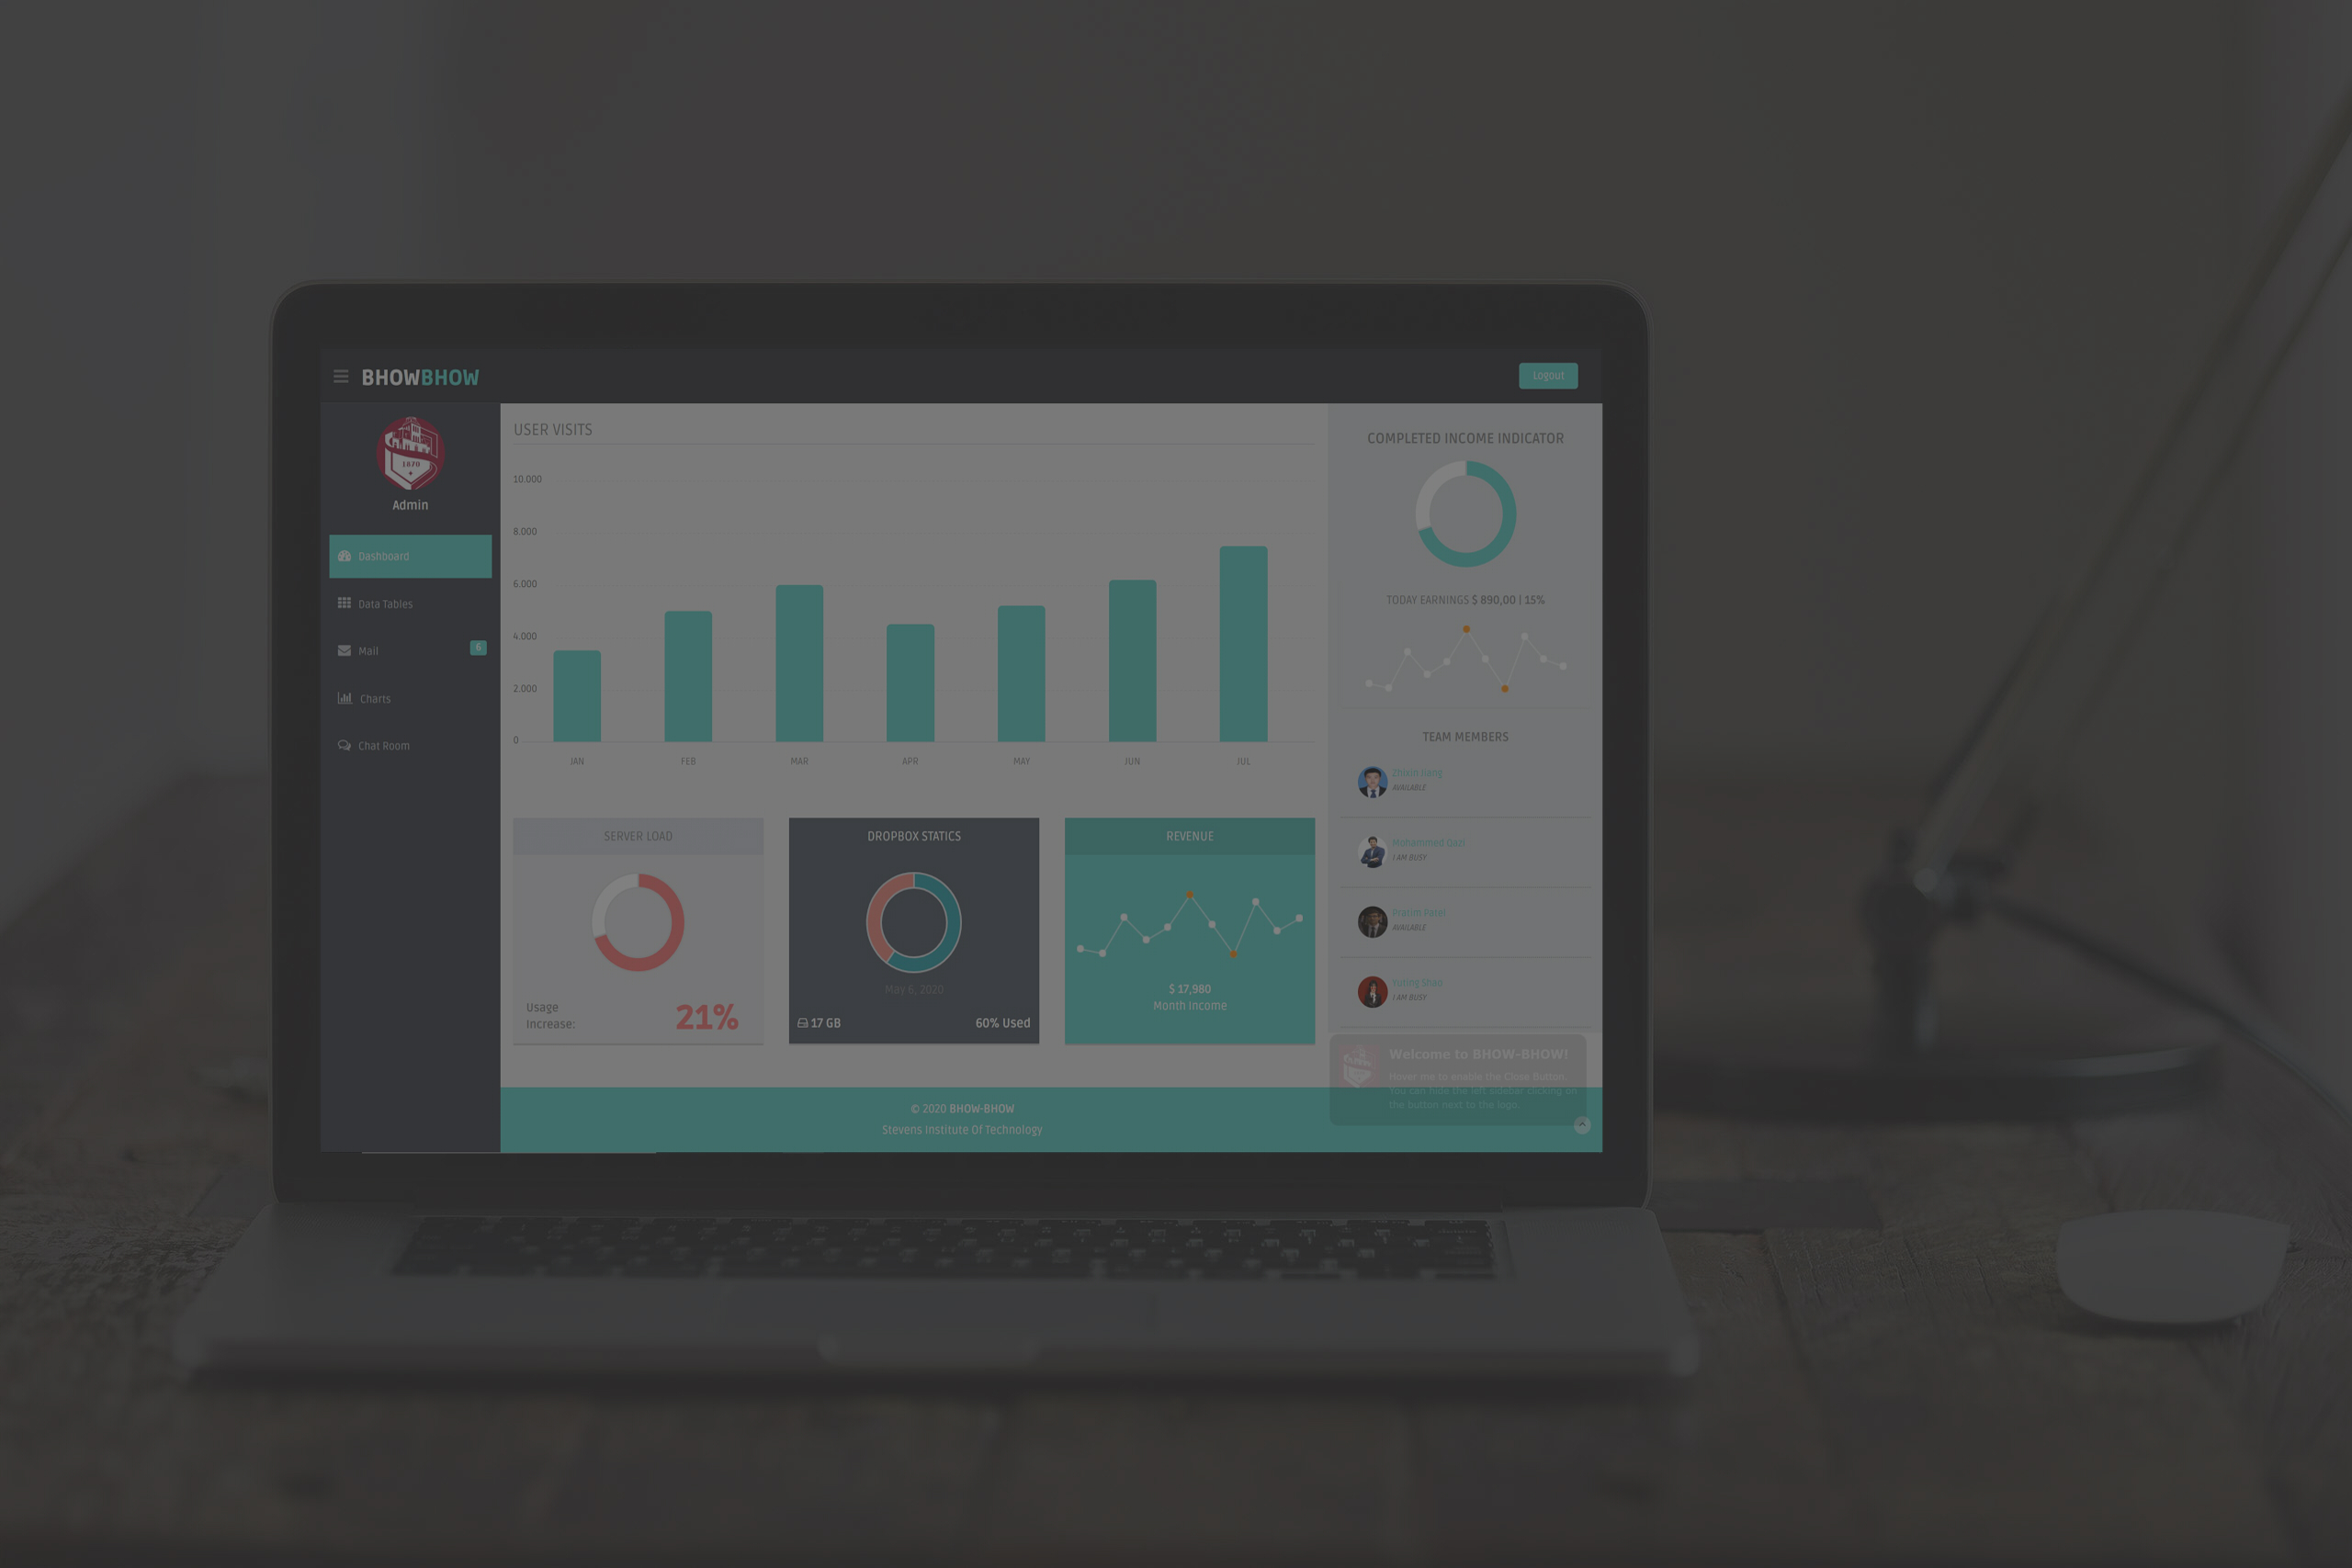 BHOWBHOW
Logout
1870
Admin
Dashboard
Data Tables
Mail 6
Charts
Chat Room
USER VISITS
10.000
8.000
6.000
4.000
2.000
0
JAN FEB MAR APR MAY JUN JUL
SERVER LOAD
Usage
Increase:
21%
DROPBOX STATICS
May 6, 2020
17 GB 60% Used
REVENUE
$ 17,980
Month Income
COMPLETED INCOME INDICATOR
TODAY EARNINGS $ 890,00 | 15%
TEAM MEMBERS
AVAILABLE
Mohammed Qazi
I AM BUSY
Pranim Patel
AVAILABLE
Yuting Shao
I AM BUSY
Welcome to BHOW-BHOW!
Hover me to enable the Close Button.
You can hide the left sidebar clicking on
the button next to the logo.
© 2020 BHOW-BHOW
Stevens Institute Of Technology